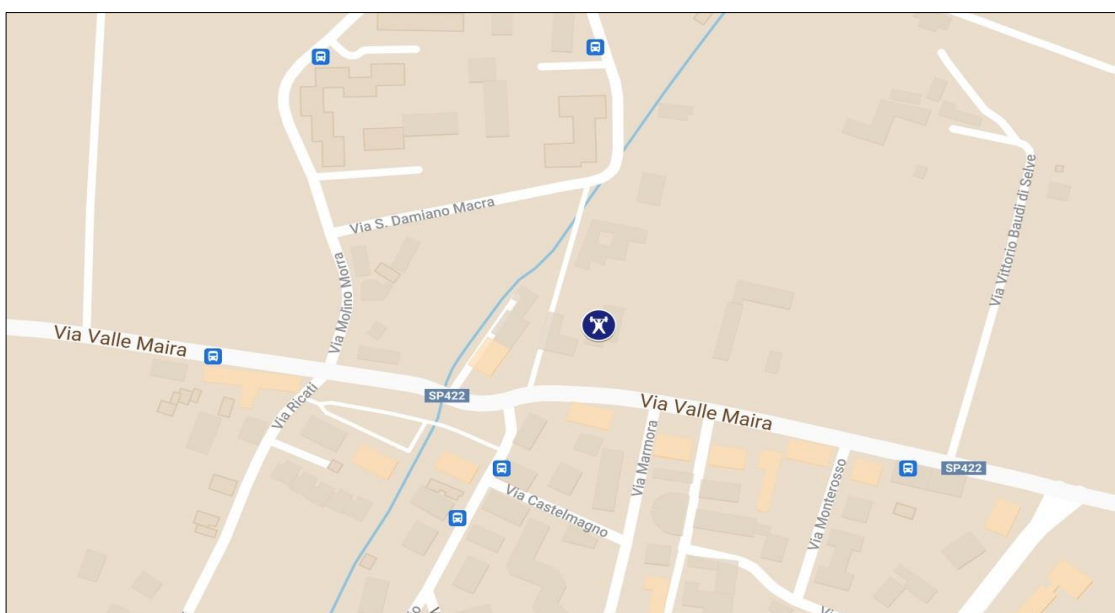 Via S. Damiano Macra
Via Vittorio Baudi di Selve
Via Molino Morra
Via Valle Maira
SP422
Via Ricati
Via Valle Maira
Via Marmora
SP422
Via Monterosso
Via Castelmagno